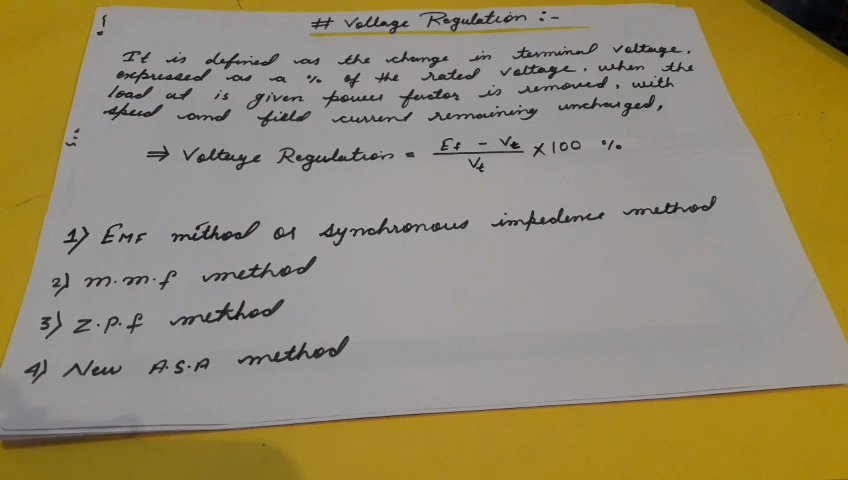 # Voltage Regulation :-
It is defined as the change in terminal voltage,
expressed as a % of the rated voltage, when the
load at is given power factor is removed, with
speed and field current remaining unchanged,
⇒ Voltage Regulation = Ef - Vt / Vt × 100 %
1) EMF method or synchronous impedence method
2) m.m.f method
3) Z.P.f method
4) New A.S.A method